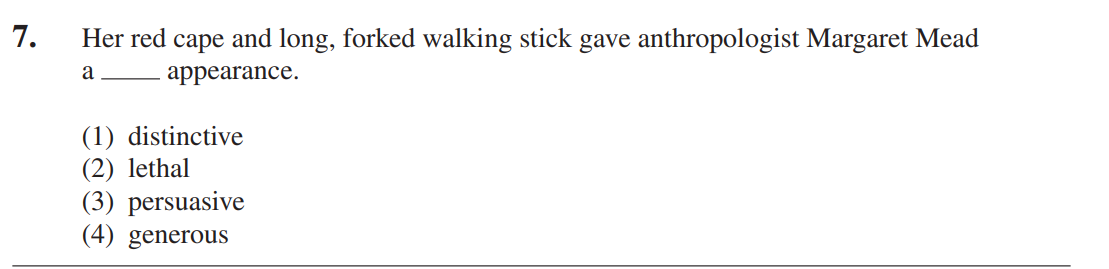 7. Her red cape and long, forked walking stick gave anthropologist Margaret Mead
a _____ appearance.
(1) distinctive
(2) lethal
(3) persuasive
(4) generous